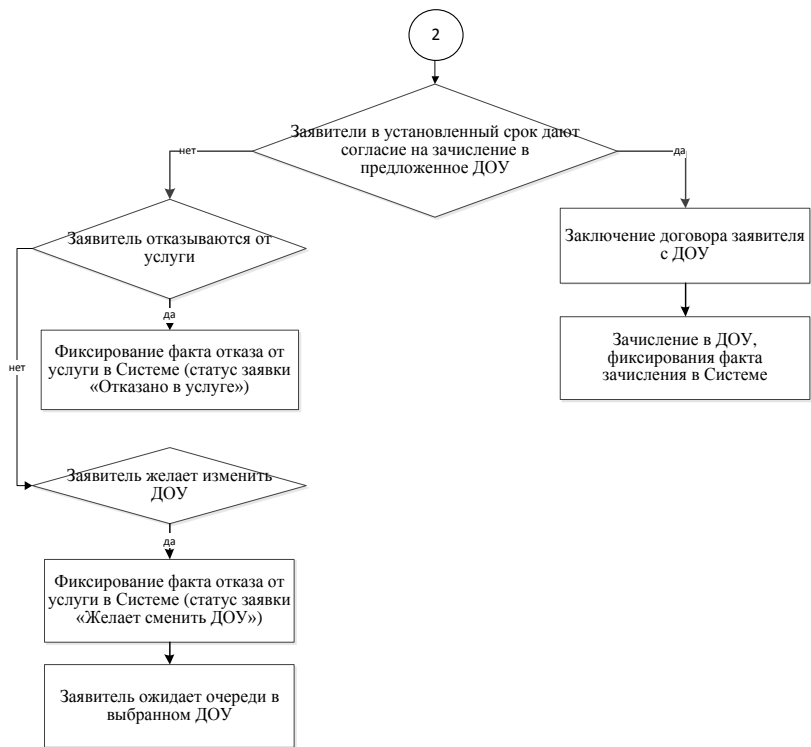 2
Заявители в установленный срок дают
согласие на зачисление в
предложенное ДОУ
нет
да
Заявитель отказываются от
услуги
Заключение договора заявителя
с ДОУ
да
Фиксирование факта отказа от
услуги в Системе (статус заявки
«Отказано в услуге»)
Зачисление в ДОУ,
фиксирования факта
зачисления в Системе
нет
Заявитель желает изменить
ДОУ
да
Фиксирование факта отказа от
услуги в Системе (статус заявки
«Желает сменить ДОУ»)
Заявитель ожидает очереди в
выбранном ДОУ